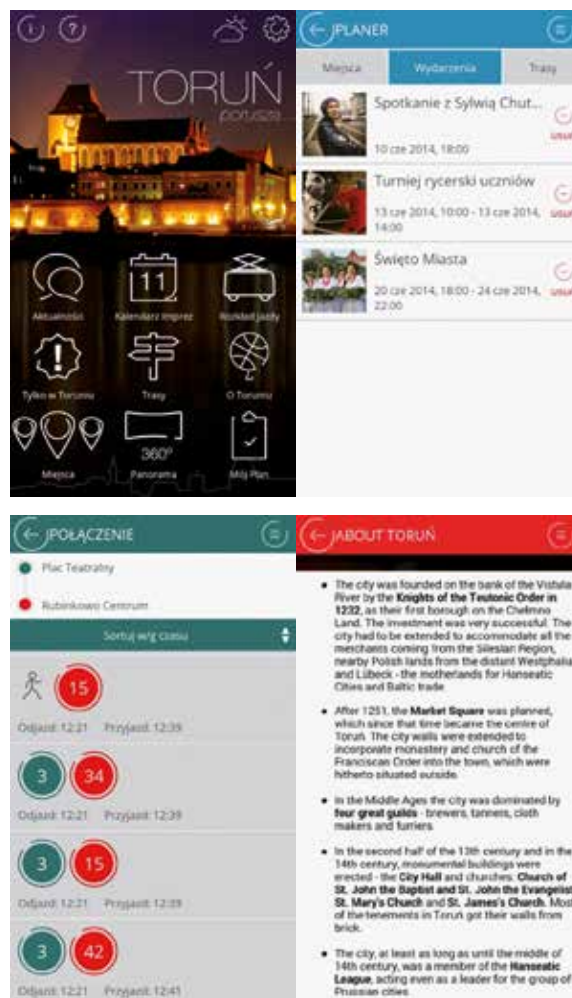 i
?
TORUŃ
porusza
Aktualności
11
Kalendarz Imprez
Rozkład jazdy
Tylko w Toruniu
Trasy
O Toruniu
Miejsca
360°
Panorama
Mój Plan
PLANER
Miejsca
Wydarzenia
Trasy
Spotkanie z Sylwią Chut...
10 cze 2014, 18:00
Turniej rycerski uczniów
13 cze 2014, 10:00 - 13 cze 2014,
14:00
Święto Miasta
20 cze 2014, 18:00 - 24 cze 2014,
22:00
POŁĄCZENIE
Plac Teatralny
Rubinkowo Centrum
Sortuj w/g czasu
15
Odjazd: 12:21 Przyjazd: 12:39
3 34
Odjazd: 12:21 Przyjazd: 12:39
3 15
Odjazd: 12:21 Przyjazd: 12:39
3 42
Odjazd: 12:21 Przyjazd: 12:41
ABOUT TORUŃ
• The city was founded on the bank of the Vistula
River by the Knights of the Teutonic Order in
1232, as their first borough on the Chełmno
Land. The investment was very successful. The
city had to be extended to accommodate all the
merchants coming from the Silesian Region,
nearby Polish lands from the distant Westphalia
and Lübeck - the motherlands for Hanseatic
Cities and Baltic trade.
• After 1251, the Market Square was planned,
which since that time became the centre of
Toruń. The city walls were extended to
incorporate monastery and church of the
Franciscan Order into the town, which were
hitherto situated outside.
• In the Middle Ages the city was dominated by
four great guilds - brewers, tanners, cloth
makers and furriers.
• In the second half of the 13th century and in the
14th century, monumental buildings were
erected - the City Hall and churches: Church of
St. John the Baptist and St. John the Evangelist,
St. Mary's Church and St. James's Church. Most
of the tenements in Toruń got their walls from
brick.
• The city, at least as long as until the middle of
14th century, was a member of the Hanseatic
League, acting even as a leader for the group of
Prussian cities.